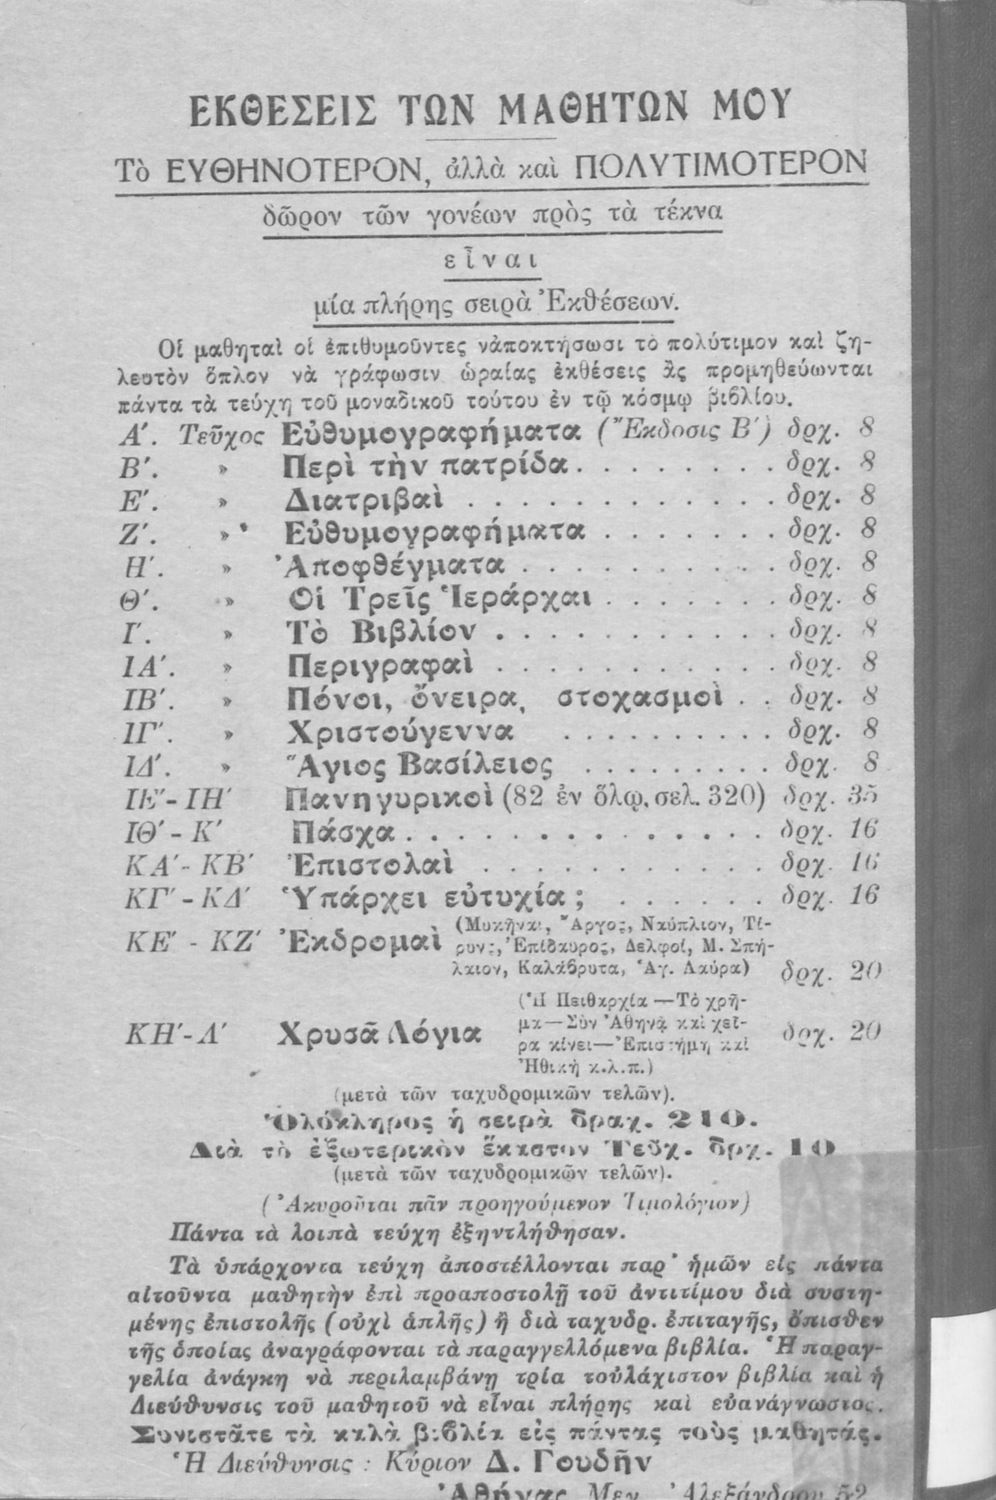 ΕΚΘΕΣΕΙΣ ΤΩΝ ΜΑΘΗΤΩΝ ΜΟΥ
Τὸ ΕΥΘΗΝΟΤΕΡΟΝ, ἀλλὰ καὶ ΠΟΛΥΤΙΜΟΤΕΡΟΝ
δῶρον τῶν γονέων πρὸς τὰ τέκνα
εἶναι
μία πλήρης σειρὰ Ἐκθέσεων.
Οἱ μαθηταὶ οἱ ἐπιθυμοῦντες νἀποκτήσωσι τὸ πολύτιμον καὶ ζη-
λευτὸν ὅπλον νὰ γράφωσιν ὡραίας ἐκθέσεις ἂς προμηθεύωνται
πάντα τὰ τεύχη τοῦ μοναδικοῦ τούτου ἐν τῷ κόσμῳ βιβλίου.
Α΄. Τεῦχος Εὐθυμογραφήματα (Ἔκδοσις Β΄) δρχ. 8
Β΄. » Περὶ τὴν πατρίδα . . . . . . . . . δρχ. 8
Ε΄. » Διατριβαὶ . . . . . . . . . . . . . δρχ. 8
Ζ΄. » Εὐθυμογραφήματα . . . . . . . . δρχ. 8
Η΄. » Ἀποφθέγματα . . . . . . . . . . . δρχ. 8
Θ΄. » Οἱ Τρεῖς Ἱεράρχαι . . . . . . . . δρχ. 8
Ι΄. » Τὸ Βιβλίον . . . . . . . . . . . . δρχ. 8
ΙΑ΄. » Περιγραφαὶ . . . . . . . . . . . . δρχ. 8
ΙΒ΄. » Πόνοι, ὄνειρα, στοχασμοὶ . . δρχ. 8
ΙΓ΄. » Χριστούγεννα . . . . . . . . . . δρχ. 8
ΙΔ΄. » Ἅγιος Βασίλειος . . . . . . . . . δρχ. 8
ΙΕ΄ - ΙΗ΄ Πανηγυρικοὶ (82 ἐν ὅλῳ, σελ. 320) δρχ. 35
ΙΘ΄ - Κ΄ Πάσχα . . . . . . . . . . . . . . . δρχ. 16
ΚΑ΄ - ΚΒ΄ Ἐπιστολαὶ . . . . . . . . . . . . δρχ. 16
ΚΓ΄ - ΚΔ΄ Ὑπάρχει εὐτυχία ; . . . . . . . δρχ. 16
ΚΕ΄ - ΚΖ΄ Ἐκδρομαὶ (Μυκῆναι, Ἄργος, Ναύπλιον, Τί-
ρυνς, Ἐπίδαυρος, Δελφοί, Μ. Σπή-
λαιον, Καλάβρυτα, Ἁγ. Λαύρα) δρχ. 20
ΚΗ΄ - Λ΄ Χρυσᾶ Λόγια (Ἡ Πειθαρχία — Τὸ χρῆ-
μα — Σὺν Ἀθηνᾷ καὶ χεῖ-
ρα κίνει — Ἐπιστήμη καὶ
Ἠθικὴ κ.λ.π.) δρχ. 20
(μετὰ τῶν ταχυδρομικῶν τελῶν).
Ὁλόκληρος ἡ σειρὰ δραχ. 210.
Διὰ τὸ ἐξωτερικὸν ἕκαστον Τεῦχ. δρχ. 10
(μετὰ τῶν ταχυδρομικῶν τελῶν).
(Ἀκυροῦται πᾶν προηγούμενον Τιμολόγιον)
Πάντα τὰ λοιπὰ τεύχη ἐξηντλήθησαν.
Τὰ ὑπάρχοντα τεύχη ἀποστέλλονται παρ᾽ ἡμῶν εἰς πάντα
αἰτοῦντα μαθητὴν ἐπὶ προαποστολῇ τοῦ ἀντιτίμου διὰ συστη-
μένης ἐπιστολῆς (οὐχὶ ἁπλῆς) ἢ διὰ ταχυδρ. ἐπιταγῆς, ὄπισθεν
τῆς ὁποίας ἀναγράφονται τὰ παραγγελλόμενα βιβλία. Ἡ παραγ-
γελία ἀνάγκη νὰ περιλαμβάνῃ τρία τοὐλάχιστον βιβλία καὶ ἡ
Διεύθυνσις τοῦ μαθητοῦ νὰ εἶναι πλήρης καὶ εὐανάγνωστος.
Συνιστᾶτε τὰ καλὰ βιβλία εἰς πάντας τοὺς μαθητάς.
Ἡ Διεύθυνσις : Κύριον Δ. Γουδῆν
Ἀθήνας Μεγ. Ἀλεξάνδρου 52